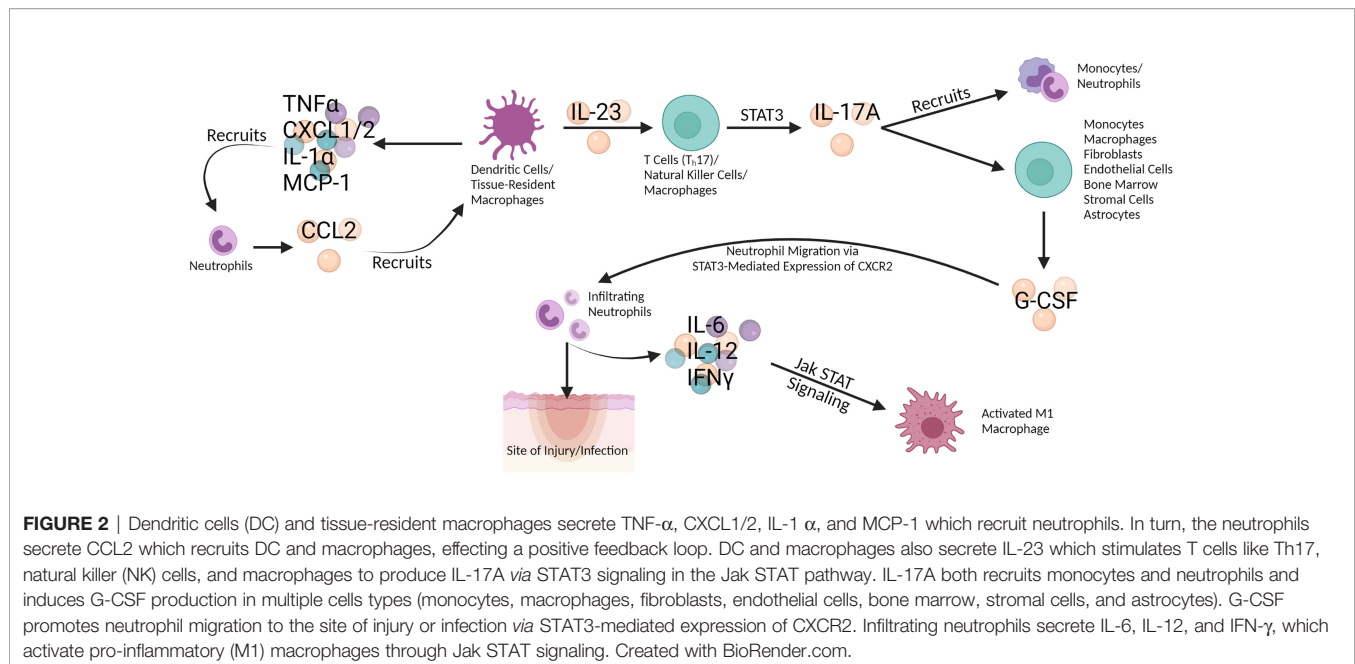 TNFα
CXCL1/2
IL-1α
MCP-1
Recruits
Neutrophils
CCL2
Recruits
Dendritic Cells/
Tissue-Resident
Macrophages
IL-23
T Cells (Th17)/
Natural Killer Cells/
Macrophages
STAT3
IL-17A
Recruits
Monocytes/
Neutrophils
Monocytes
Macrophages
Fibroblasts
Endothelial Cells
Bone Marrow
Stromal Cells
Astrocytes
G-CSF
Neutrophil Migration via
STAT3-Mediated Expression of CXCR2
Infiltrating
Neutrophils
Site of Injury/Infection
IL-6
IL-12
IFNγ
Jak STAT
Signaling
Activated M1
Macrophage
FIGURE 2 | Dendritic cells (DC) and tissue-resident macrophages secrete TNF-α, CXCL1/2, IL-1 α, and MCP-1 which recruit neutrophils. In turn, the neutrophils
secrete CCL2 which recruits DC and macrophages, effecting a positive feedback loop. DC and macrophages also secrete IL-23 which stimulates T cells like Th17,
natural killer (NK) cells, and macrophages to produce IL-17A via STAT3 signaling in the Jak STAT pathway. IL-17A both recruits monocytes and neutrophils and
induces G-CSF production in multiple cells types (monocytes, macrophages, fibroblasts, endothelial cells, bone marrow, stromal cells, and astrocytes). G-CSF
promotes neutrophil migration to the site of injury or infection via STAT3-mediated expression of CXCR2. Infiltrating neutrophils secrete IL-6, IL-12, and IFN-γ, which
activate pro-inflammatory (M1) macrophages through Jak STAT signaling. Created with BioRender.com.